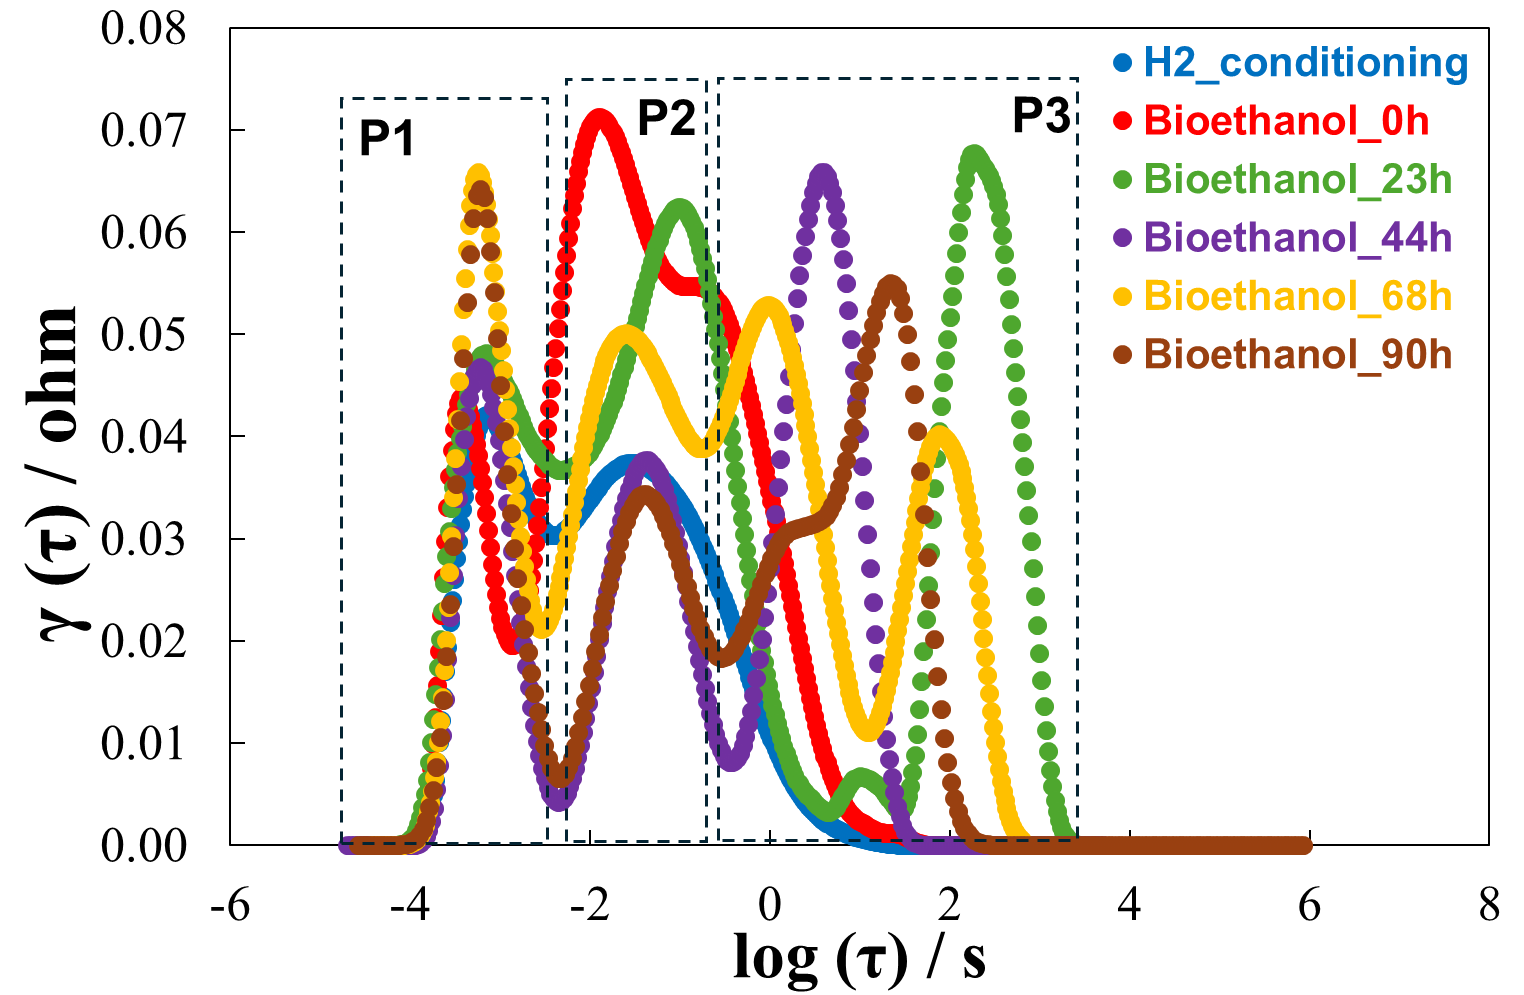 0.08
0.07
0.06
0.05
0.04
0.03
0.02
0.01
0.00
γ (τ) / ohm
P1
P2
P3
H2_conditioning
Bioethanol_0h
Bioethanol_23h
Bioethanol_44h
Bioethanol_68h
Bioethanol_90h
-6 -4 -2 0 2 4 6 8
log (τ) / s